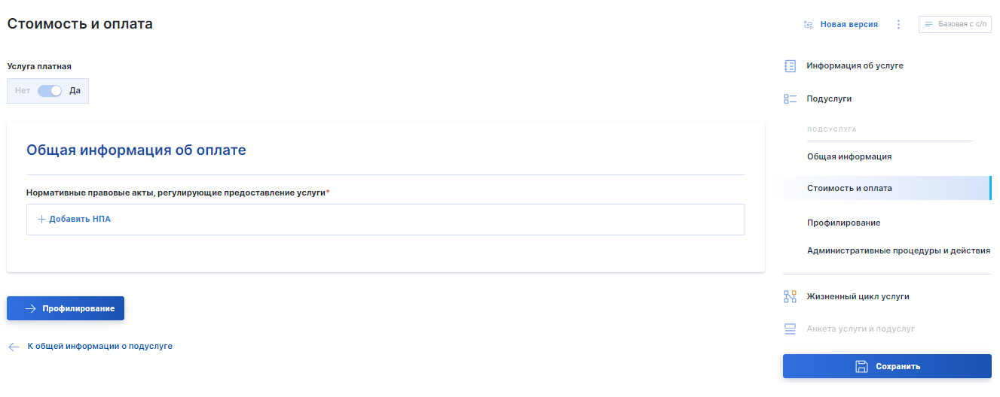 Стоимость и оплата
Новая версия
Базовая с с/п
Услуга платная
Нет
Да
Общая информация об оплате
Нормативные правовые акты, регулирующие предоставление услуги*
Добавить НПА
Профилирование
К общей информации о подуслуге
Информация об услуге
Подуслуги
ПОДСУСЛУГА
Общая информация
Стоимость и оплата
Профилирование
Административные процедуры и действия
Жизненный цикл услуги
Анкета услуги и подуслуг
Сохранить